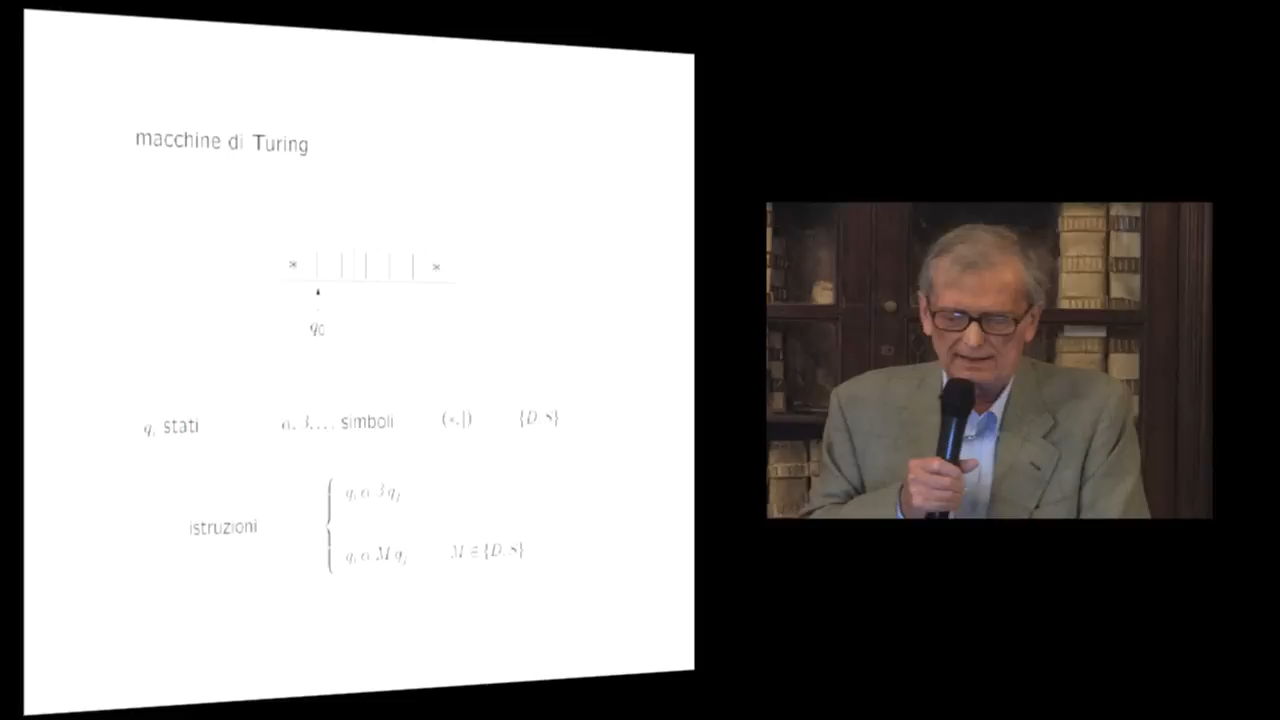 macchine di Turing
* | | | | | *
q₀
qᵢ stati α, β, … simboli (*, |) {D, S}
qᵢ α β qⱼ
istruzioni
qᵢ α M qⱼ M ∈ {D, S}